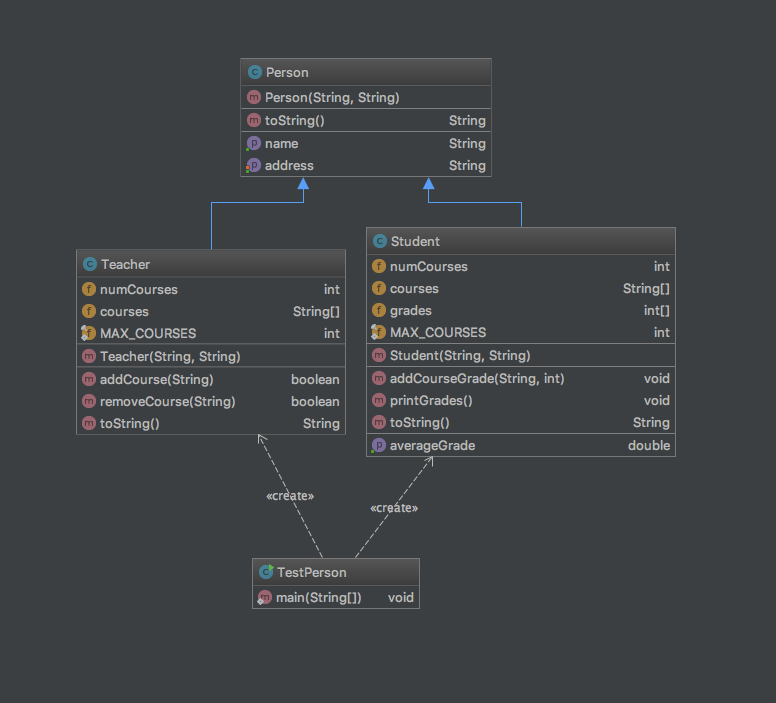 Person
Person(String, String)
toString() String
name String
address String
Teacher
numCourses int
courses String[]
MAX_COURSES int
Teacher(String, String)
addCourse(String) boolean
removeCourse(String) boolean
toString() String
Student
numCourses int
courses String[]
grades int[]
MAX_COURSES int
Student(String, String)
addCourseGrade(String, int) void
printGrades() void
toString() String
averageGrade double
«create»
«create»
TestPerson
main(String[]) void